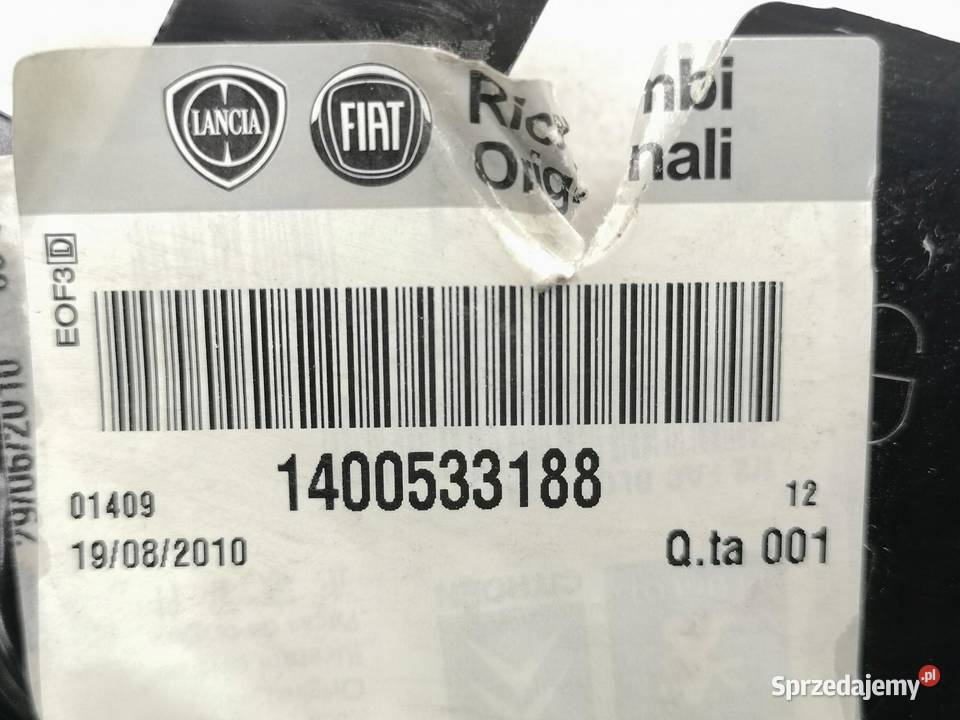 LANCIA FIAT
Ric mbi
Orig nali
EOF3 D
1400533188
01409 12
19/08/2010 Q.ta 001
29/06/2010
Sprzedajemy.pl